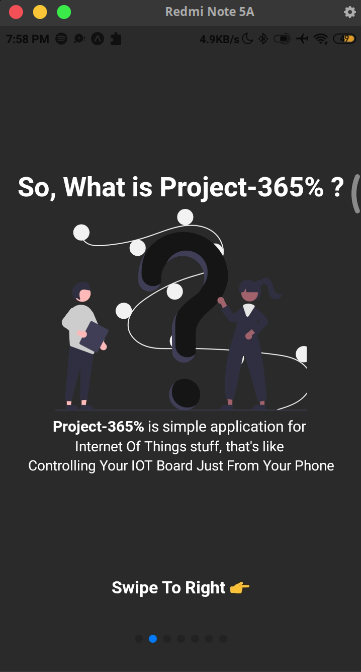 Redmi Note 5A
7:58 PM
4.9KB/s
So, What is Project-365% ?
Project-365% is simple application for
Internet Of Things stuff, that's like
Controlling Your IOT Board Just From Your Phone
Swipe To Right 👉